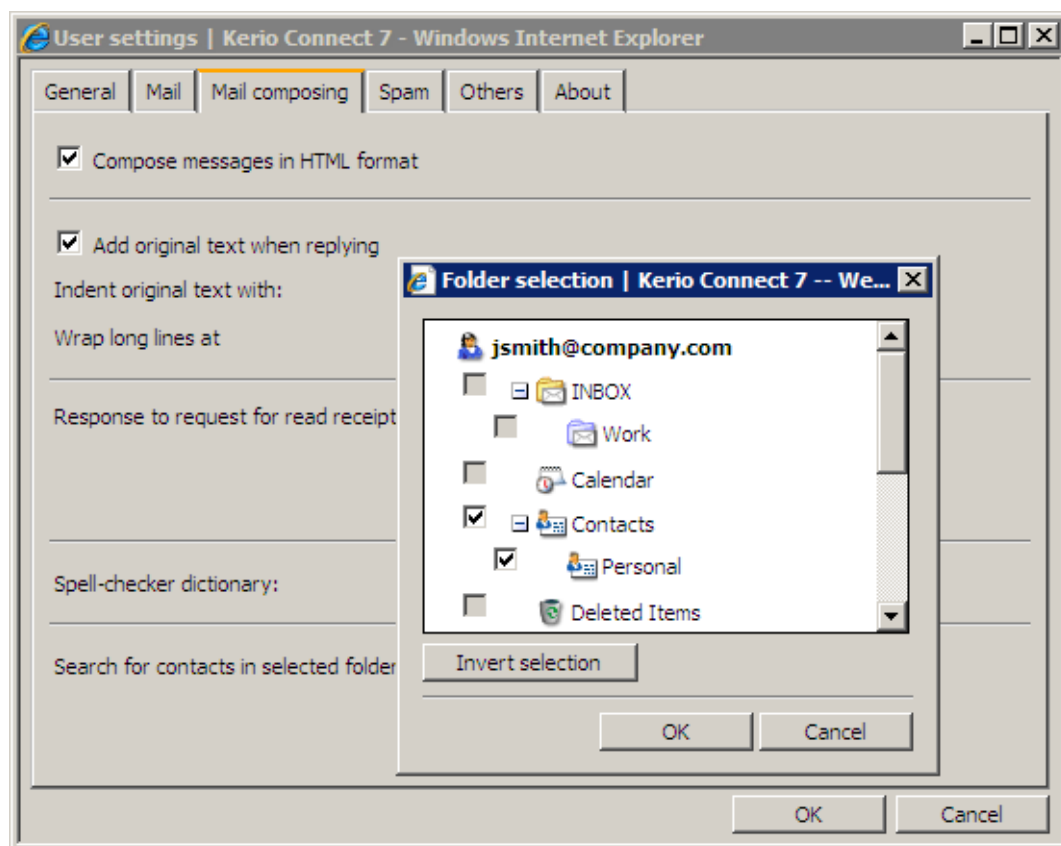 User settings | Kerio Connect 7 - Windows Internet Explorer
General Mail Mail composing Spam Others About
Compose messages in HTML format
Add original text when replying
Indent original text with:
Wrap long lines at
Response to request for read receipt
Spell-checker dictionary:
Search for contacts in selected folder
Folder selection | Kerio Connect 7 -- We...
jsmith@company.com
INBOX
Work
Calendar
Contacts
Personal
Deleted Items
Invert selection
OK Cancel
OK Cancel